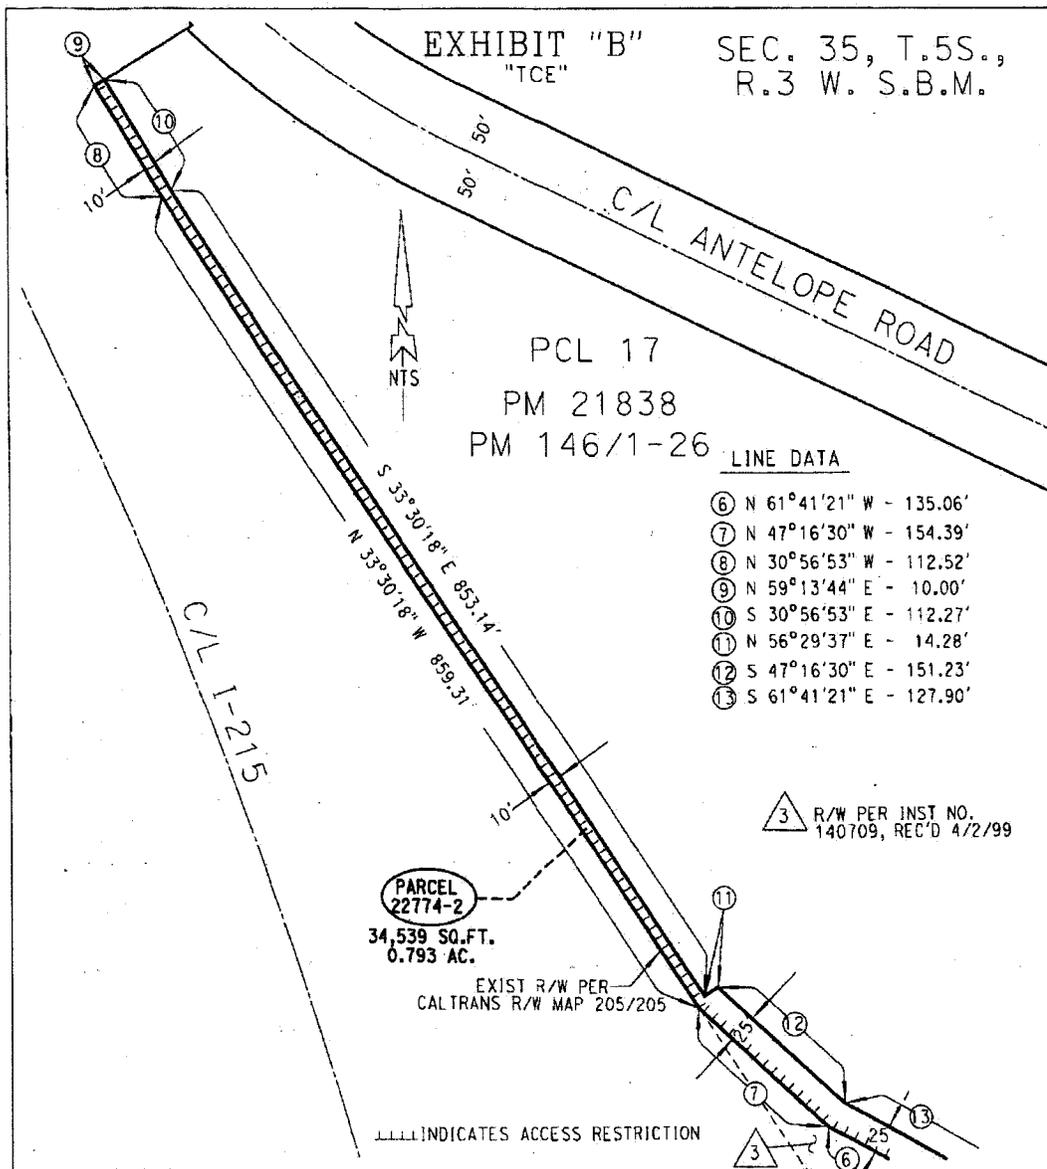 EXHIBIT "B"
"TCE"
SEC. 35, T.5S.,
R.3 W. S.B.M.
9
10
8
10'
50'
50'
C/L ANTELOPE ROAD
N
NTS
PCL 17
PM 21838
PM 146/1-26
LINE DATA
6 N 61°41'21" W - 135.06'
7 N 47°16'30" W - 154.39'
8 N 30°56'53" W - 112.52'
9 N 59°13'44" E - 10.00'
10 S 30°56'53" E - 112.27'
11 N 56°29'37" E - 14.28'
12 S 47°16'30" E - 151.23'
13 S 61°41'21" E - 127.90'
S 33°30'18" E 853.14'
N 33°30'18" W 859.31'
C/L I-215
10'
3 R/W PER INST NO.
140709, REC'D 4/2/99
PARCEL
22774-2
34,539 SQ.FT.
0.793 AC.
11
EXIST R/W PER
CALTRANS R/W MAP 205/205
12
25
7
13
25
INDICATES ACCESS RESTRICTION
3
6